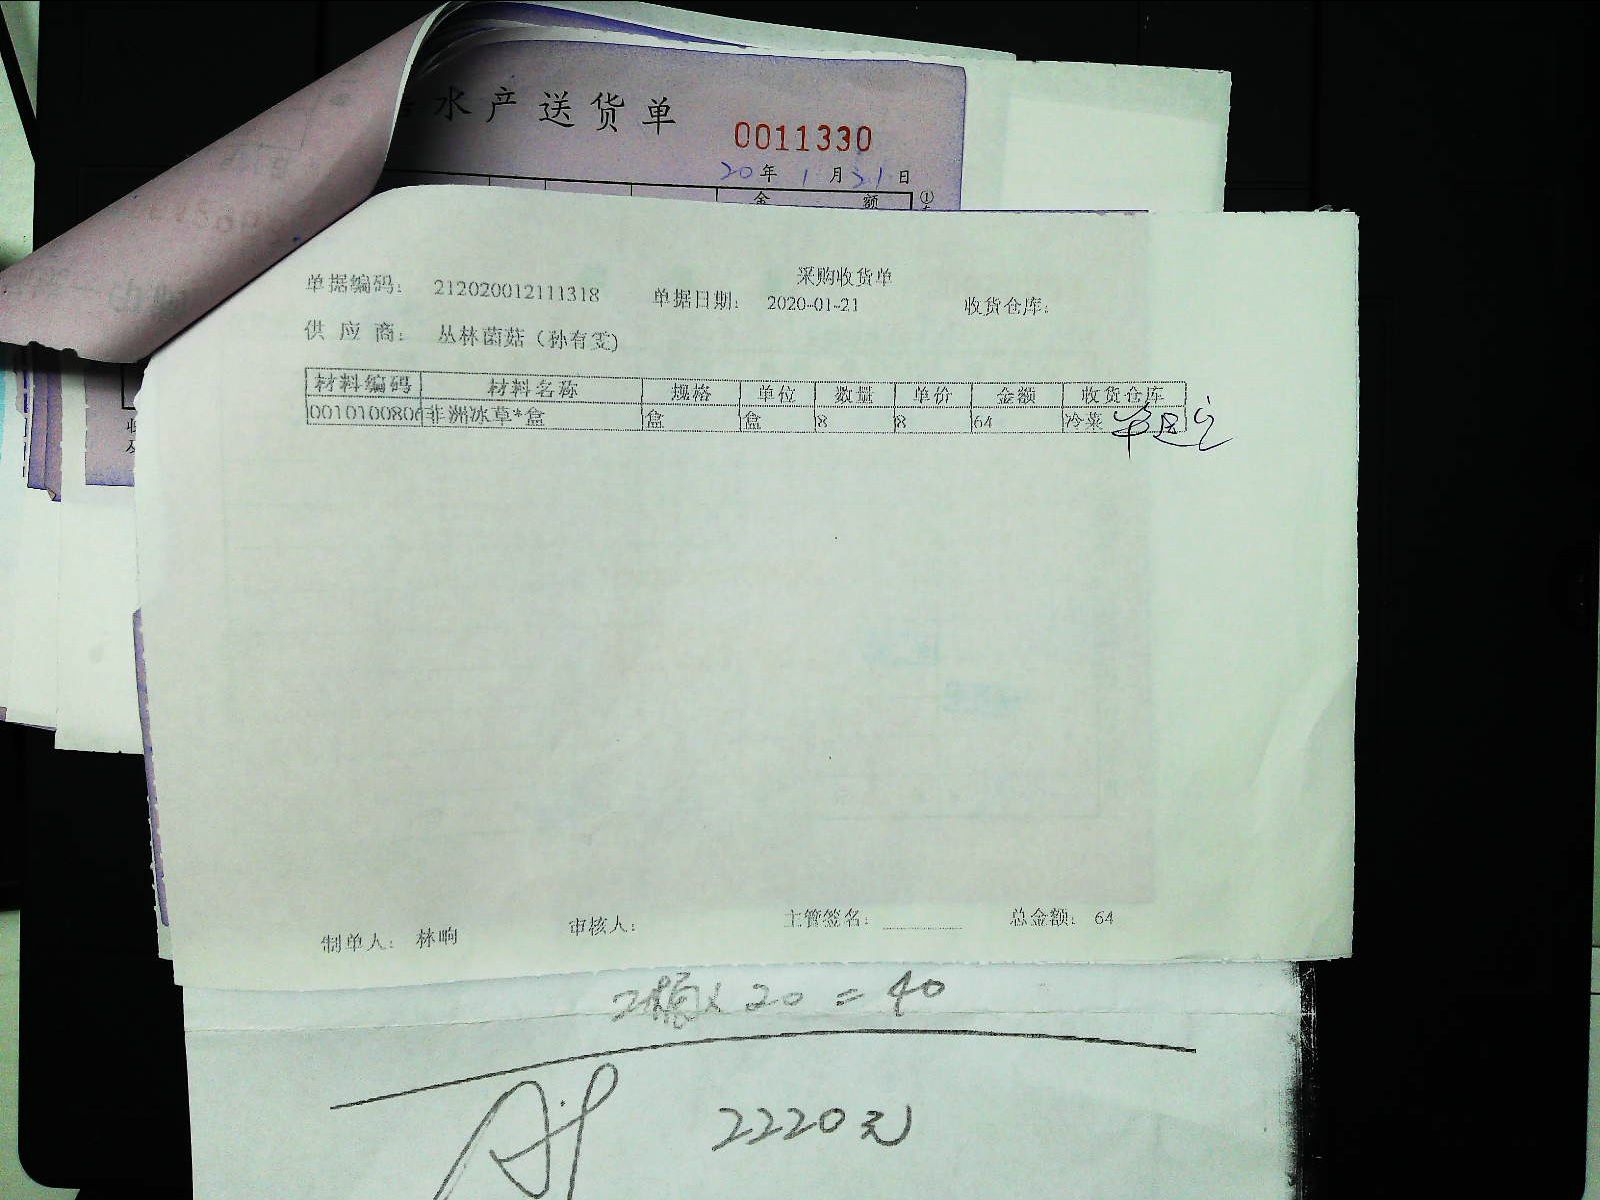 水产送货单
0011330
20年1月21日
金 额
采购收货单
单据编码: 212020012111318 单据日期: 2020-01-21 收货仓库:
供应商: 丛林菌菇(孙有雯)
材料编码 材料名称 规格 单位 数量 单价 金额 收货仓库
0010100806 非洲冰草*盒 盒 盒 8 8 64 冷菜
制单人: 林晌 审核人: 主管签名: 总金额: 64
20 = 40
2220元